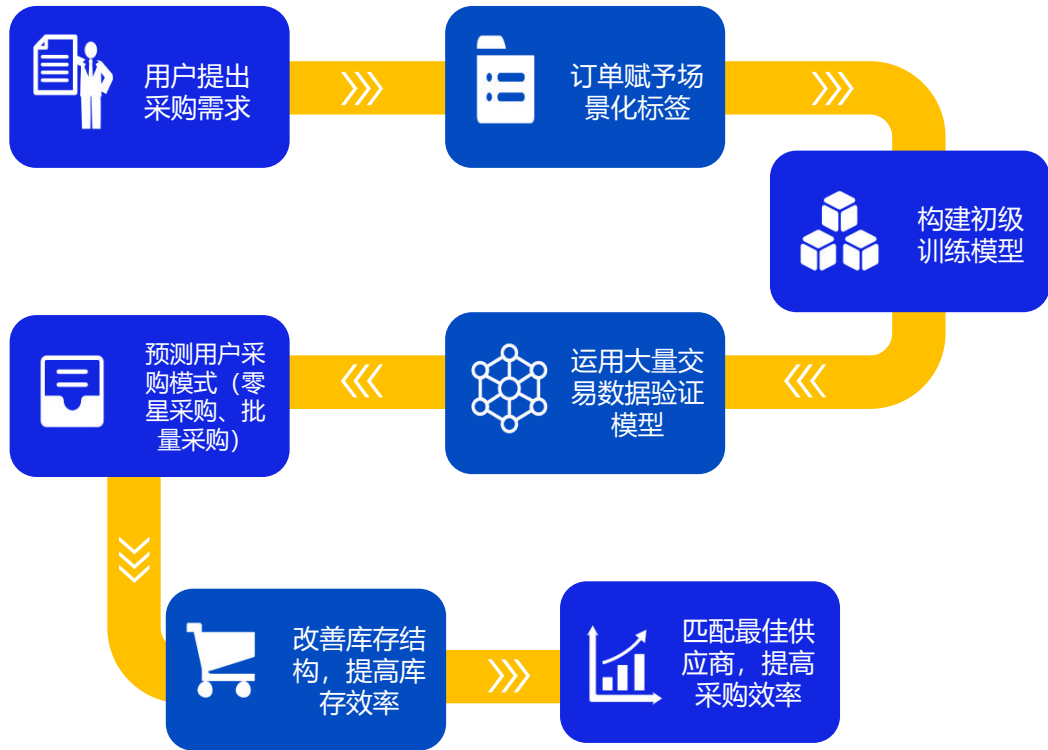 用户提出
采购需求
订单赋予场
景化标签
构建初级
训练模型
运用大量交
易数据验证
模型
预测用户采
购模式（零
星采购、批
量采购）
改善库存结
构，提高库
存效率
匹配最佳供
应商，提高
采购效率